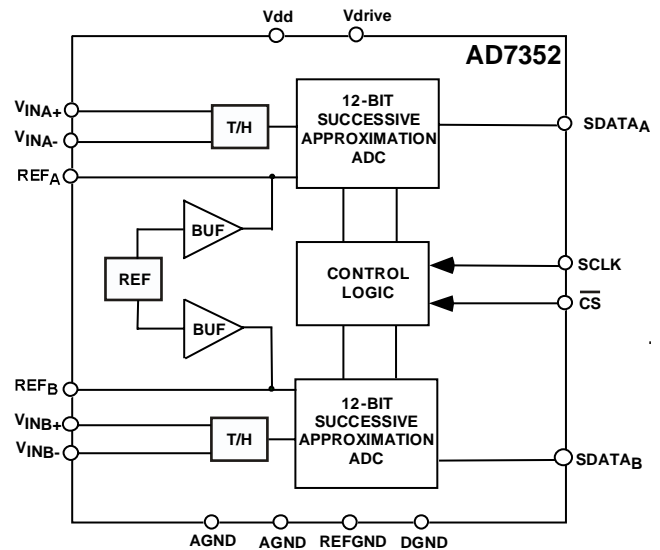 Vdd
Vdrive
AD7352
VINA+
VINA-
REFA
T/H
12-BIT
SUCCESSIVE
APPROXIMATION
ADC
SDATAA
BUF
REF
BUF
CONTROL
LOGIC
SCLK
CS
REFB
VINB+
VINB-
T/H
12-BIT
SUCCESSIVE
APPROXIMATION
ADC
SDATAB
AGND
AGND
REFGND
DGND